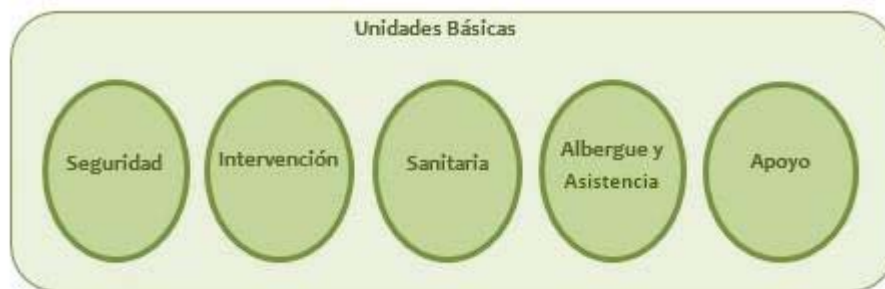 Unidades Básicas
Seguridad
Intervención
Sanitaria
Albergue y
Asistencia
Apoyo